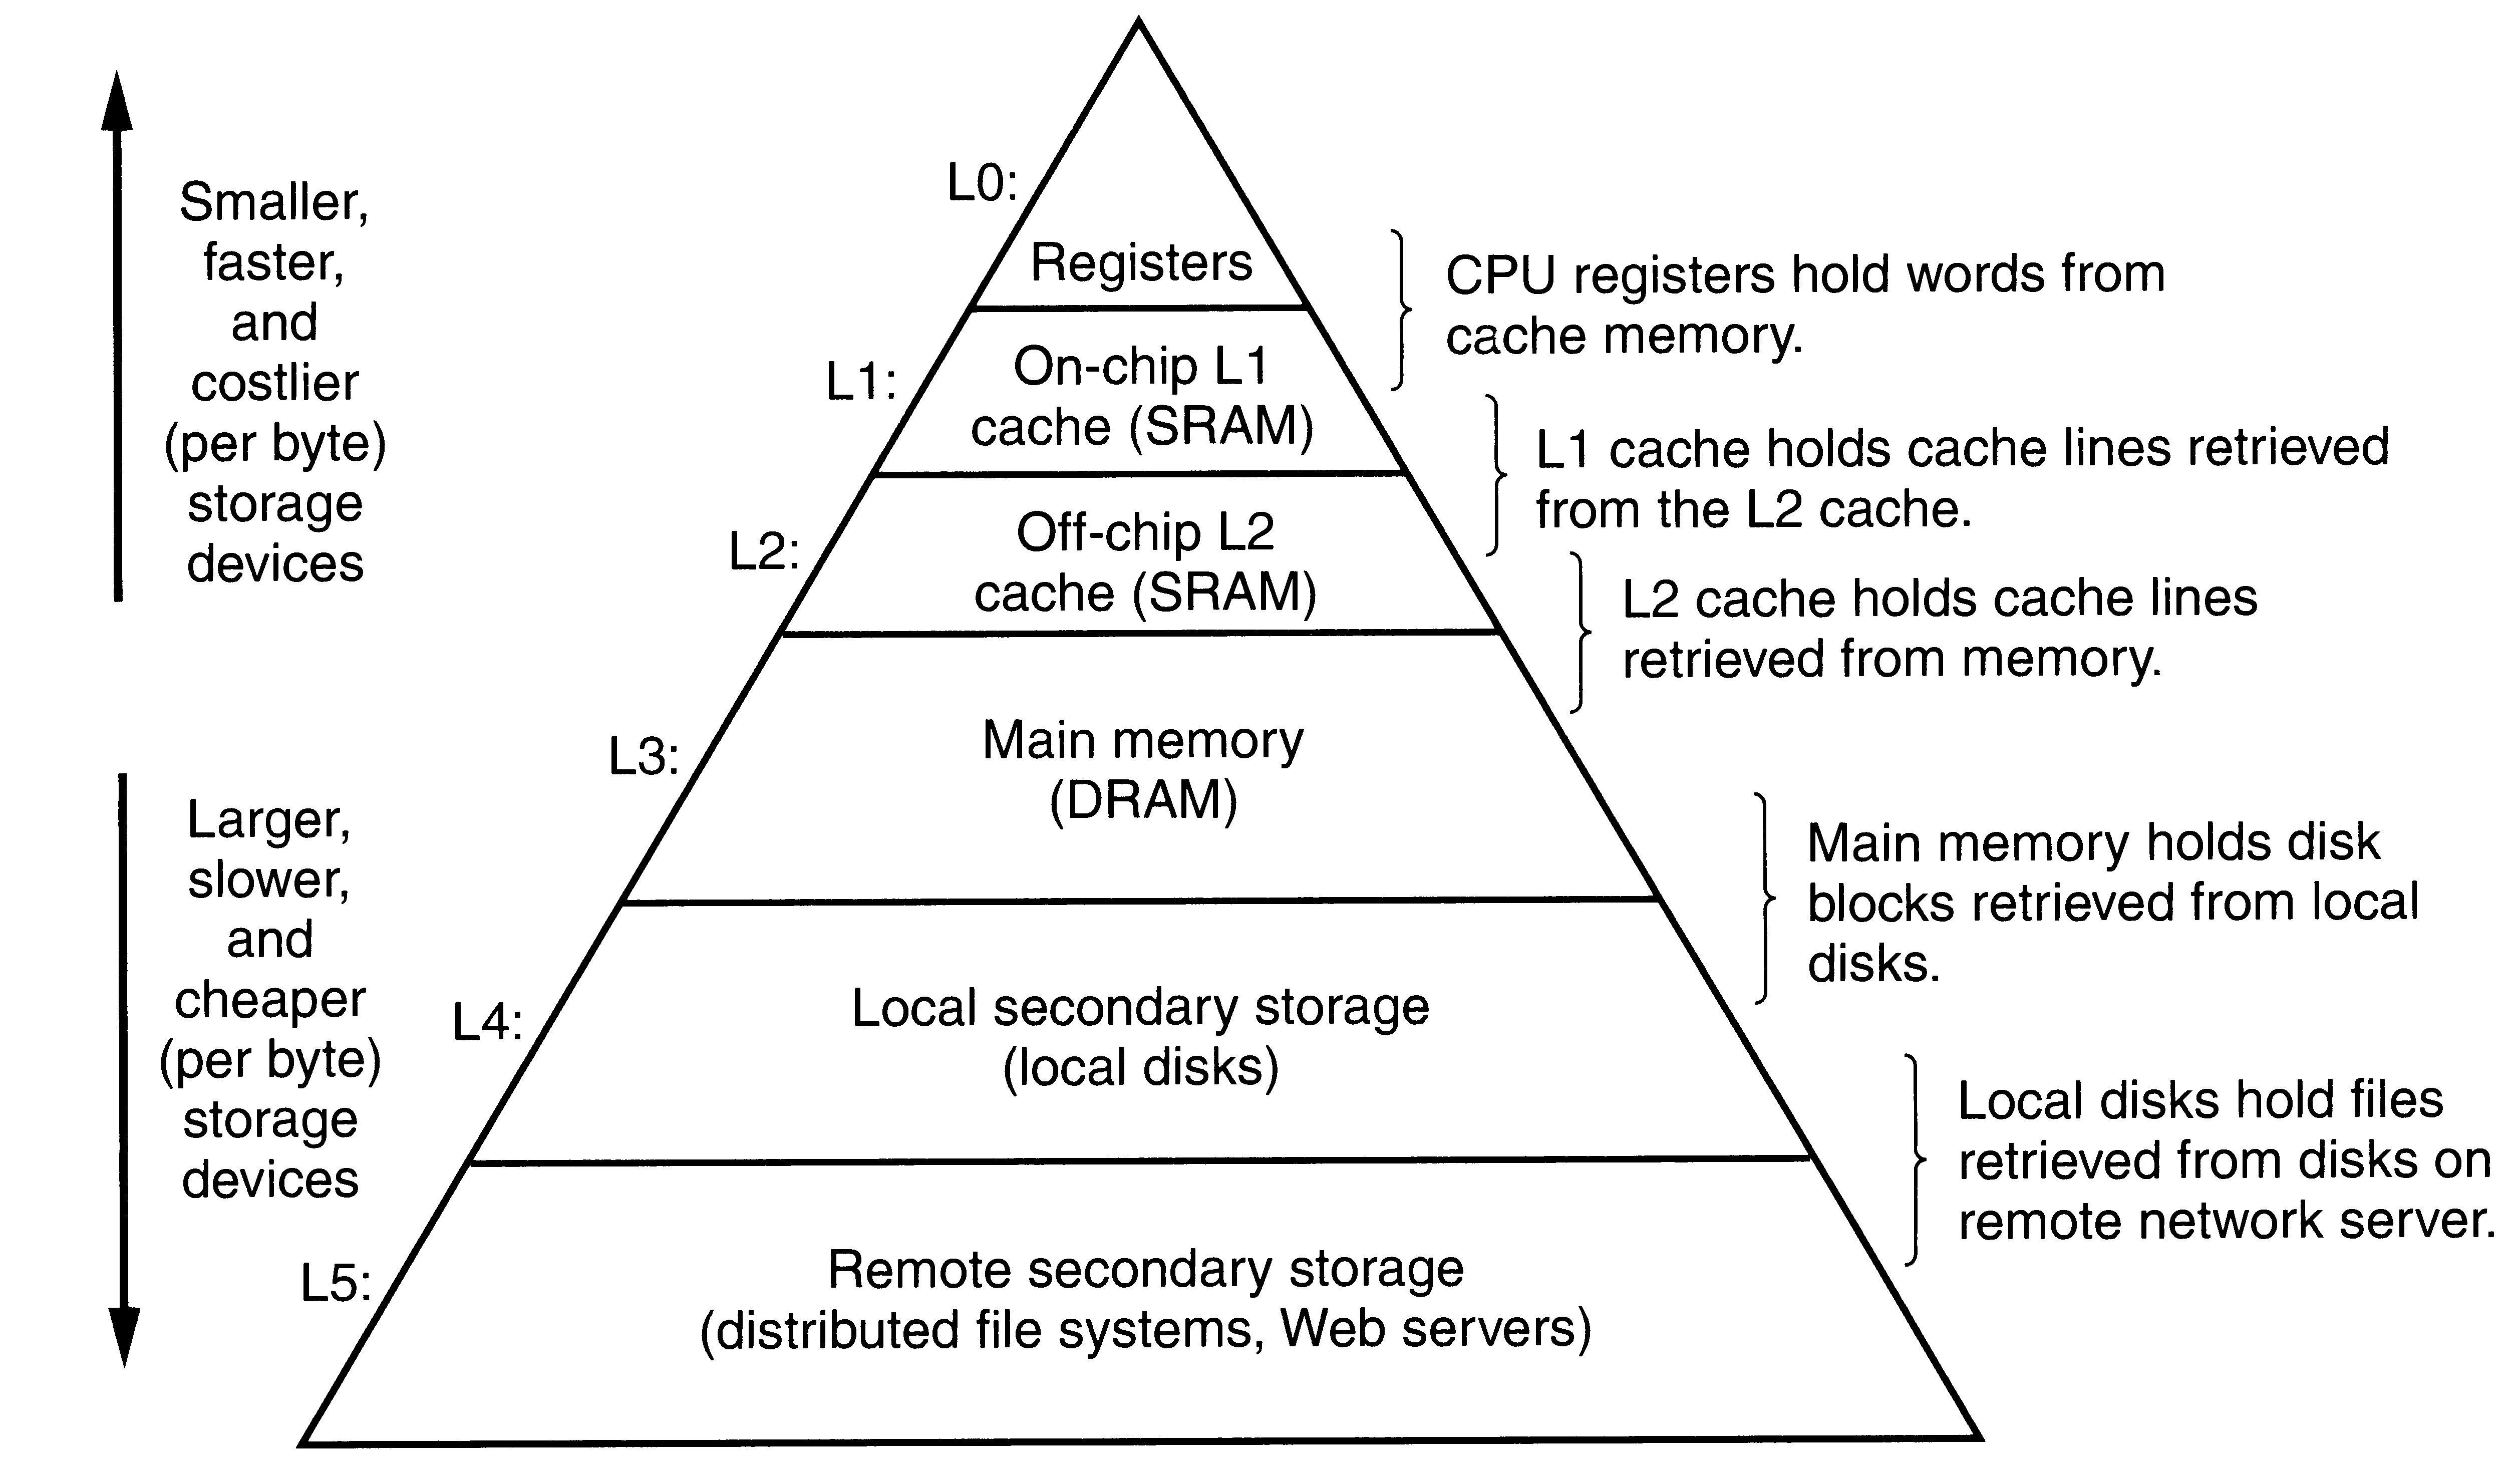 Smaller,
faster,
and
costlier
(per byte)
storage
devices
Larger,
slower,
and
cheaper
(per byte)
storage
devices
L0:
Registers
L1:
On-chip L1
cache (SRAM)
L2:
Off-chip L2
cache (SRAM)
L3:
Main memory
(DRAM)
L4:
Local secondary storage
(local disks)
L5:
Remote secondary storage
(distributed file systems, Web servers)
CPU registers hold words from
cache memory.
L1 cache holds cache lines retrieved
from the L2 cache.
L2 cache holds cache lines
retrieved from memory.
Main memory holds disk
blocks retrieved from local
disks.
Local disks hold files
retrieved from disks on
remote network server.